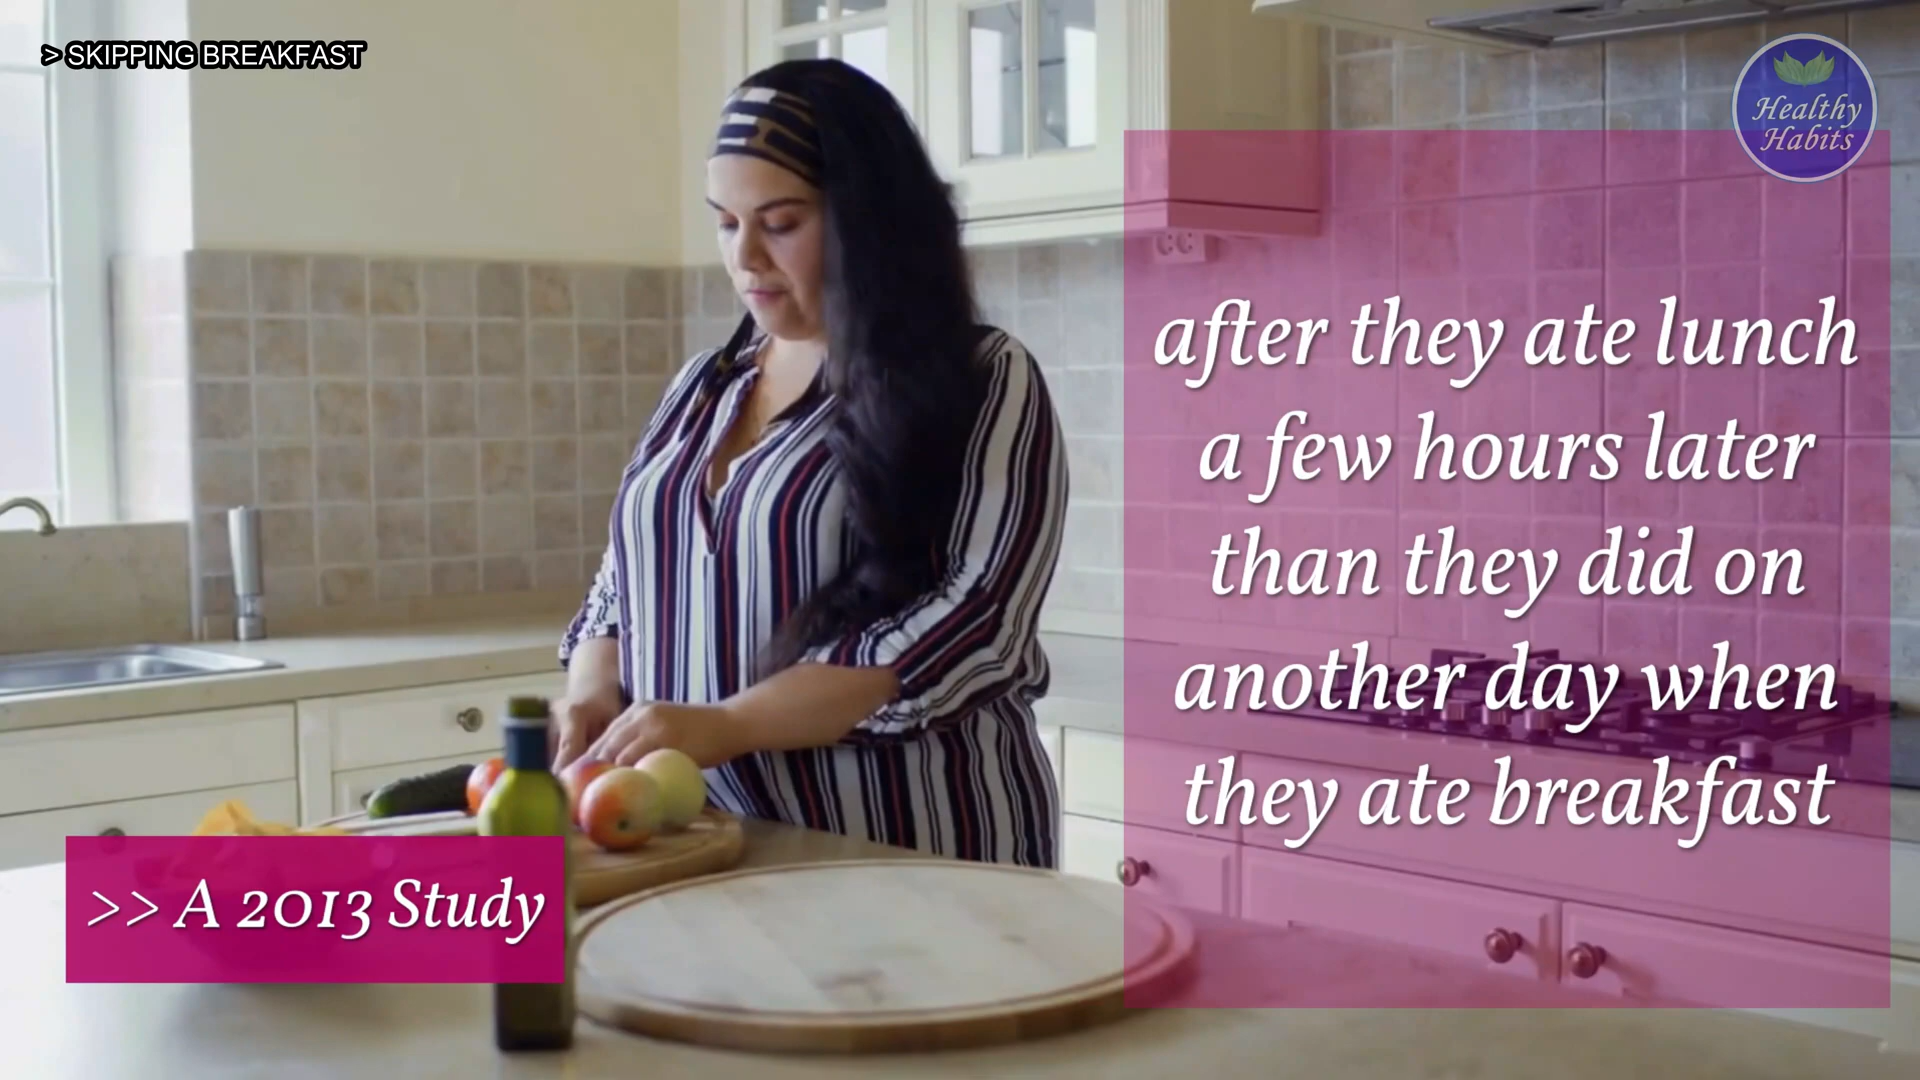 > SKIPPING BREAKFAST
Healthy
Habits
after they ate lunch
a few hours later
than they did on
another day when
they ate breakfast
>> A 2013 Study